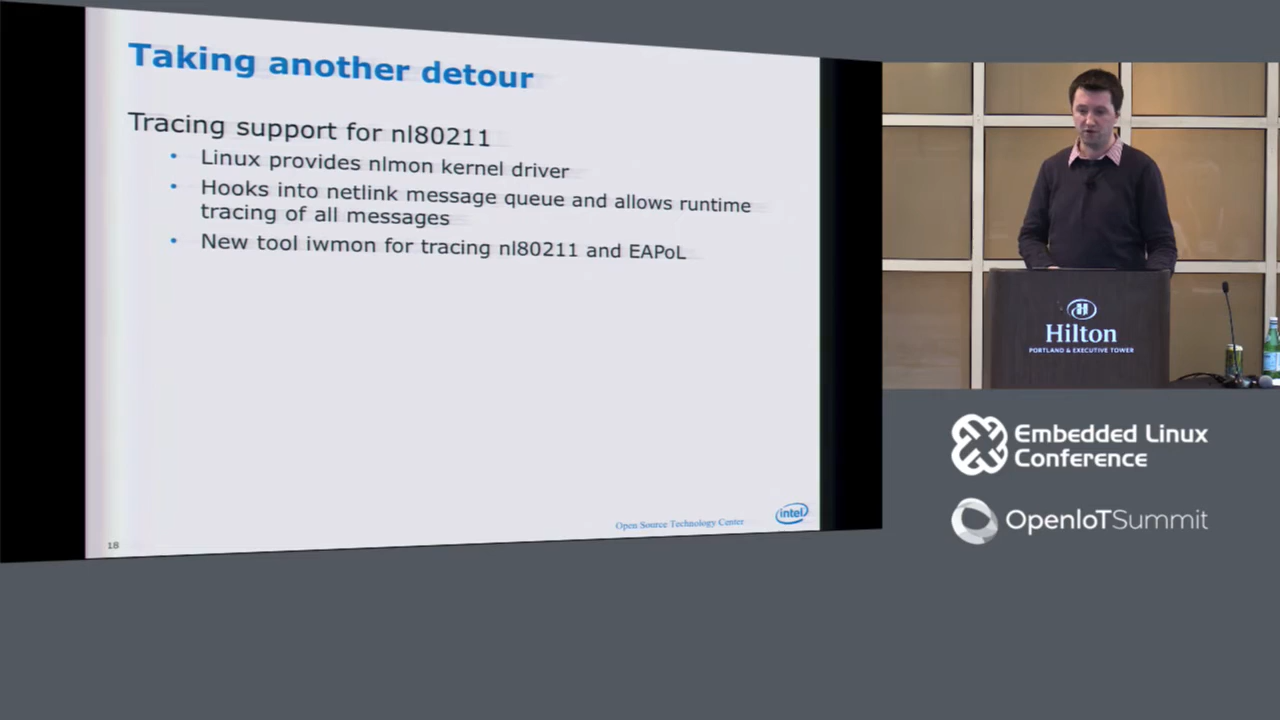 Taking another detour
Tracing support for nl80211
• Linux provides nlmon kernel driver
• Hooks into netlink message queue and allows runtime
tracing of all messages
• New tool iwmon for tracing nl80211 and EAPoL
Open Source Technology Center
intel
18
Hilton
PORTLAND & EXECUTIVE TOWER
Embedded Linux
Conference
OpenIoTSummit